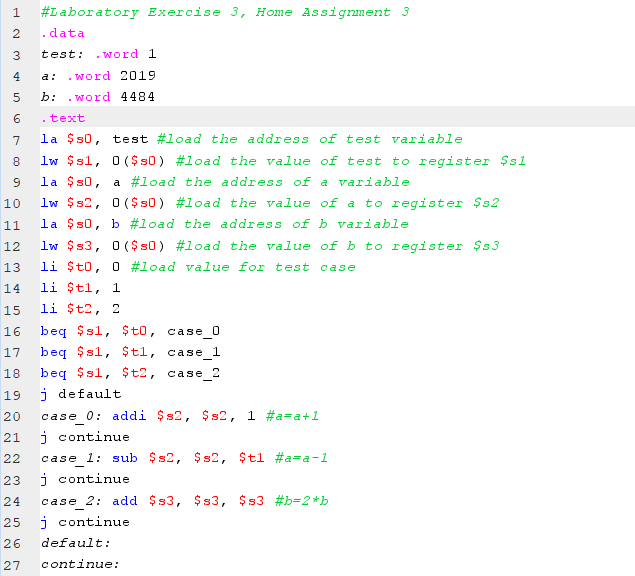 1 #Laboratory Exercise 3, Home Assignment 3
2 .data
3 test: .word 1
4 a: .word 2019
5 b: .word 4484
6 .text
7 la $s0, test #load the address of test variable
8 lw $s1, 0($s0) #load the value of test to register $s1
9 la $s0, a #load the address of a variable
10 lw $s2, 0($s0) #load the value of a to register $s2
11 la $s0, b #load the address of b variable
12 lw $s3, 0($s0) #load the value of b to register $s3
13 li $t0, 0 #load value for test case
14 li $t1, 1
15 li $t2, 2
16 beq $s1, $t0, case_0
17 beq $s1, $t1, case_1
18 beq $s1, $t2, case_2
19 j default
20 case_0: addi $s2, $s2, 1 #a=a+1
21 j continue
22 case_1: sub $s2, $s2, $t1 #a=a-1
23 j continue
24 case_2: add $s3, $s3, $s3 #b=2*b
25 j continue
26 default:
27 continue: